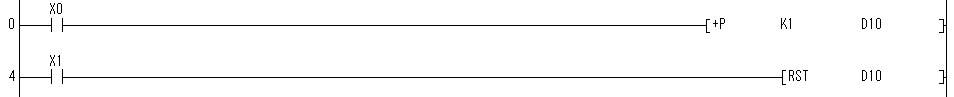 X0
0 [+P K1 D10 ]
X1
4 [RST D10 ]